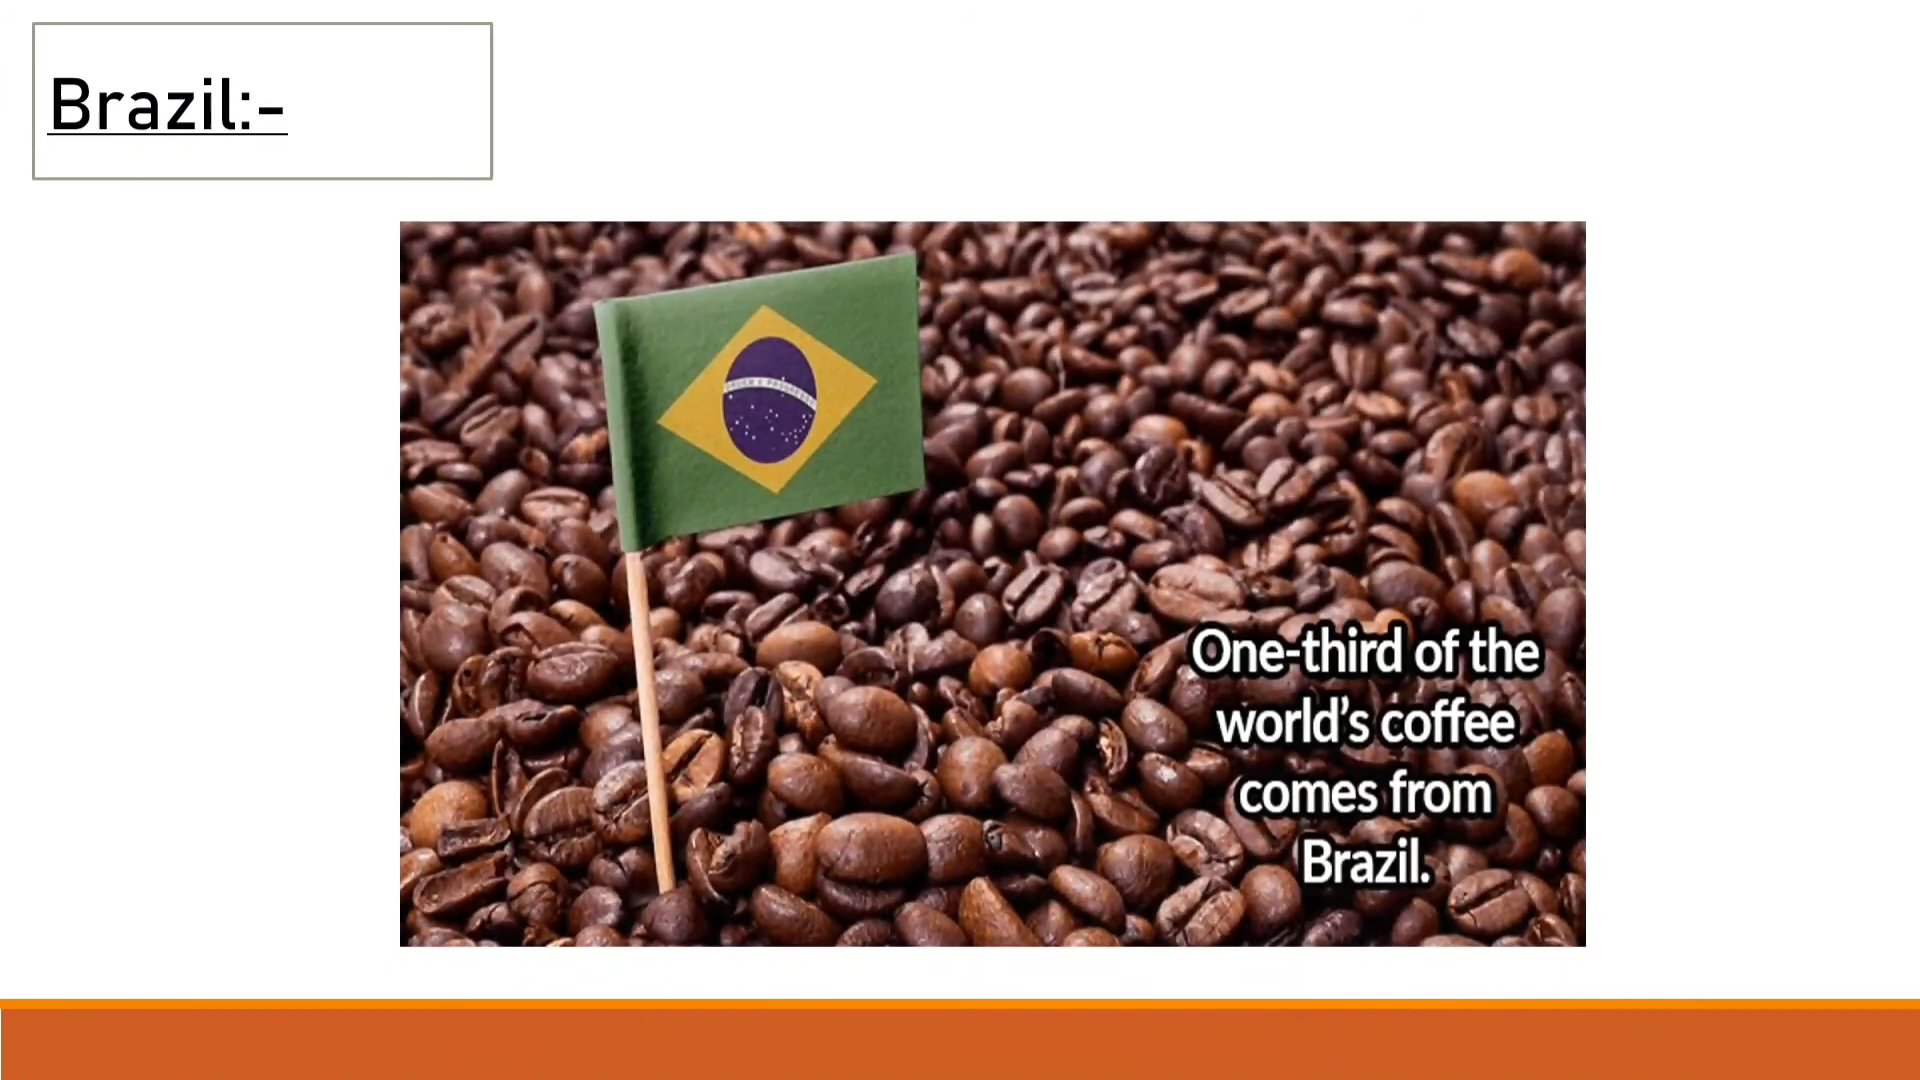 Brazil:-
One-third of the
world's coffee
comes from
Brazil.